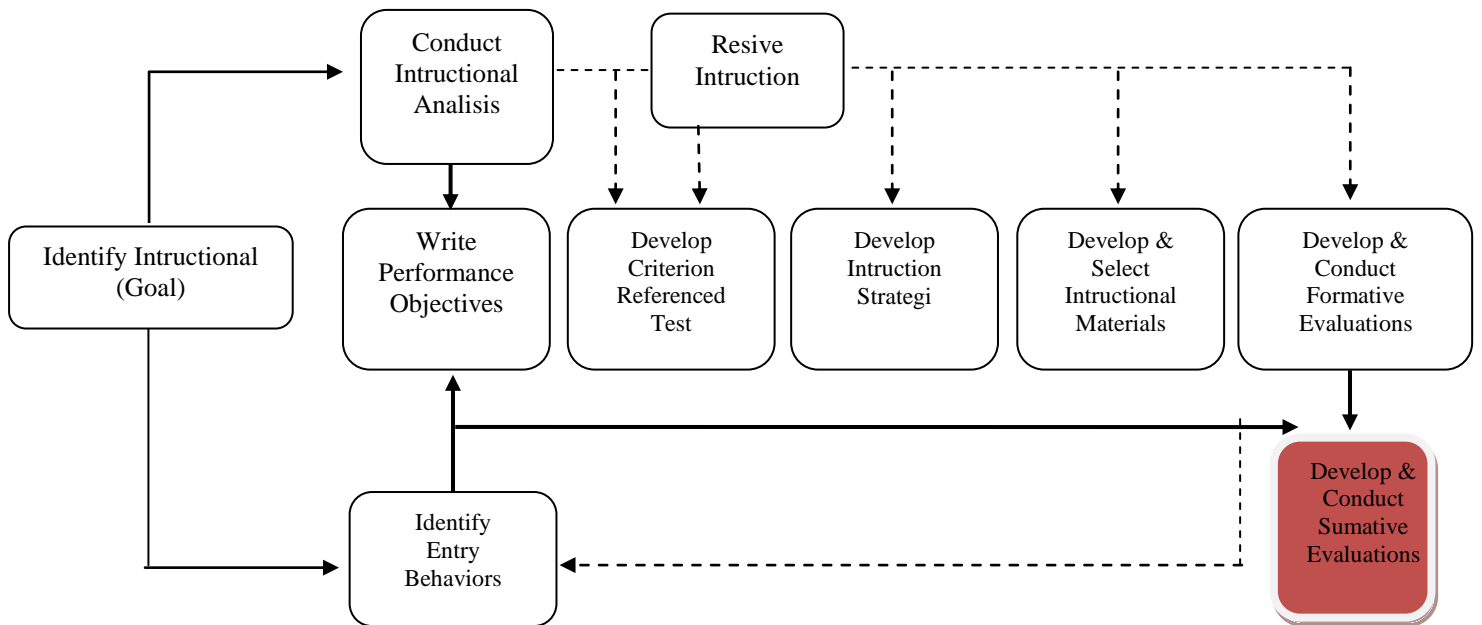 Conduct
Intructional
Analisis
Resive
Intruction
Identify Intructional
(Goal)
Write
Performance
Objectives
Develop
Criterion
Referenced
Test
Develop
Intruction
Strategi
Develop &
Select
Intructional
Materials
Develop &
Conduct
Formative
Evaluations
Identify
Entry
Behaviors
Develop &
Conduct
Sumative
Evaluations